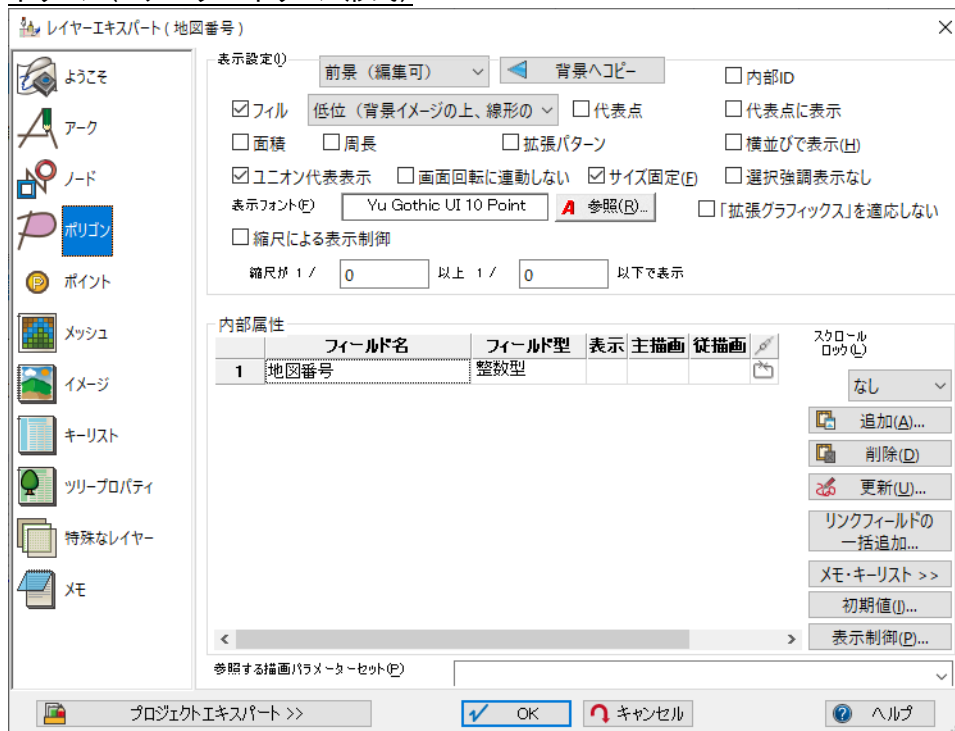 レイヤーエキスパート ( 地図番号 )
ようこそ
アーク
ノード
ポリゴン
ポイント
メッシュ
イメージ
キーリスト
ツリープロパティ
特殊なレイヤー
メモ
表示設定(I)
前景（編集可）
背景へコピー
内部ID
フィル
低位（背景イメージの上、線形の
代表点
代表点に表示
面積
周長
拡張パターン
横並びで表示(H)
ユニオン代表表示
画面回転に連動しない
サイズ固定(F)
選択強調表示なし
表示フォント(F)
Yu Gothic UI 10 Point
参照(R)...
「拡張グラフィックス」を適応しない
縮尺による表示制御
縮尺が 1 / 0 以上 1 / 0 以下で表示
内部属性
フィールド名 フィールド型 表示 主描画 従描画
1 地図番号 整数型
スクロール
ロック(L)
なし
追加(A)...
削除(D)
更新(U)...
リンクフィールドの
一括追加...
メモ・キーリスト >>
初期値(I)...
表示制御(P)...
参照する描画パラメーターセット(P)
プロジェクトエキスパート >>
OK
キャンセル
ヘルプ